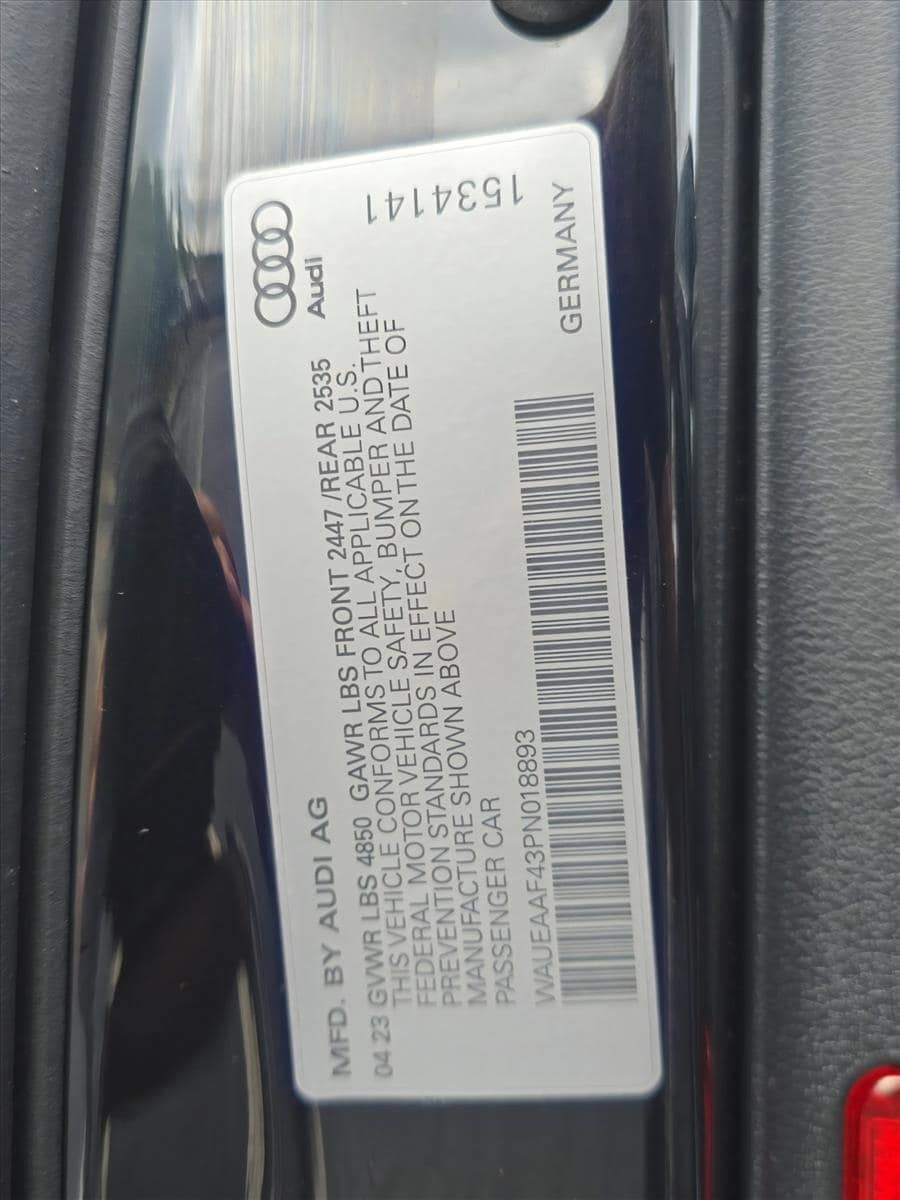 MFD. BY AUDI AG
Audi
04 23 GVWR LBS 4850 GAWR LBS FRONT 2447 /REAR 2535
THIS VEHICLE CONFORMS TO ALL APPLICABLE U.S.
FEDERAL MOTOR VEHICLE SAFETY, BUMPER AND THEFT
PREVENTION STANDARDS IN EFFECT ON THE DATE OF
MANUFACTURE SHOWN ABOVE
PASSENGER CAR
1534141
WAUEAAF43PN018893
GERMANY